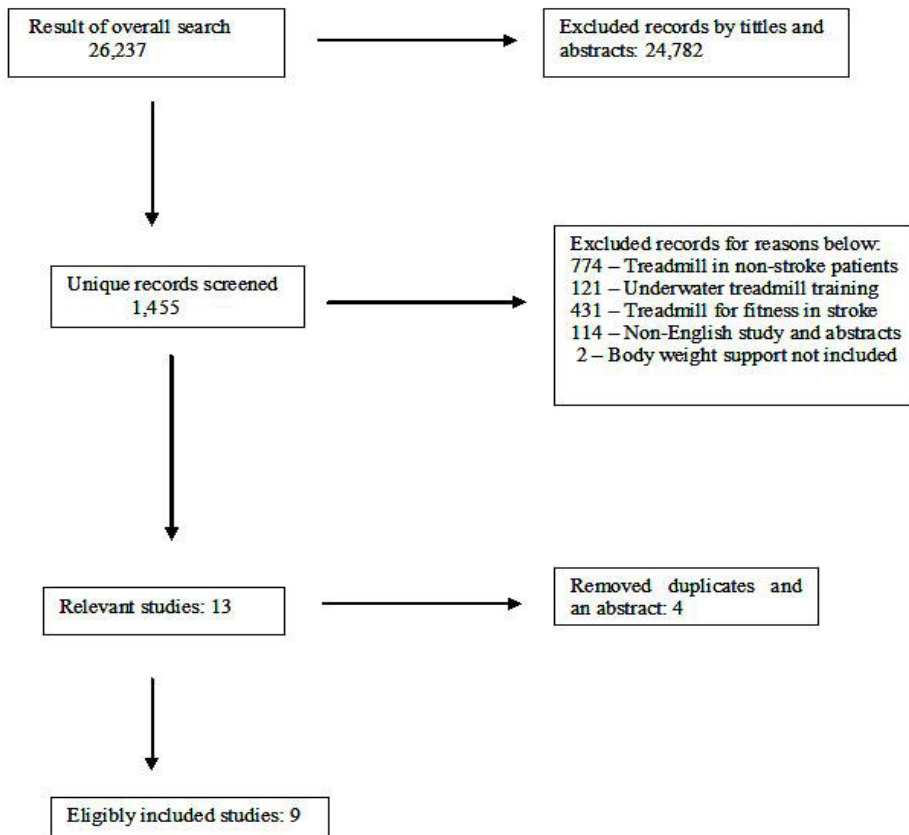 Result of overall search
26,237
Excluded records by tittles and
abstracts: 24,782
Unique records screened
1,455
Excluded records for reasons below:
774 – Treadmill in non-stroke patients
121 – Underwater treadmill training
431 – Treadmill for fitness in stroke
114 – Non-English study and abstracts
2 – Body weight support not included
Relevant studies: 13
Removed duplicates and
an abstract: 4
Eligibly included studies: 9